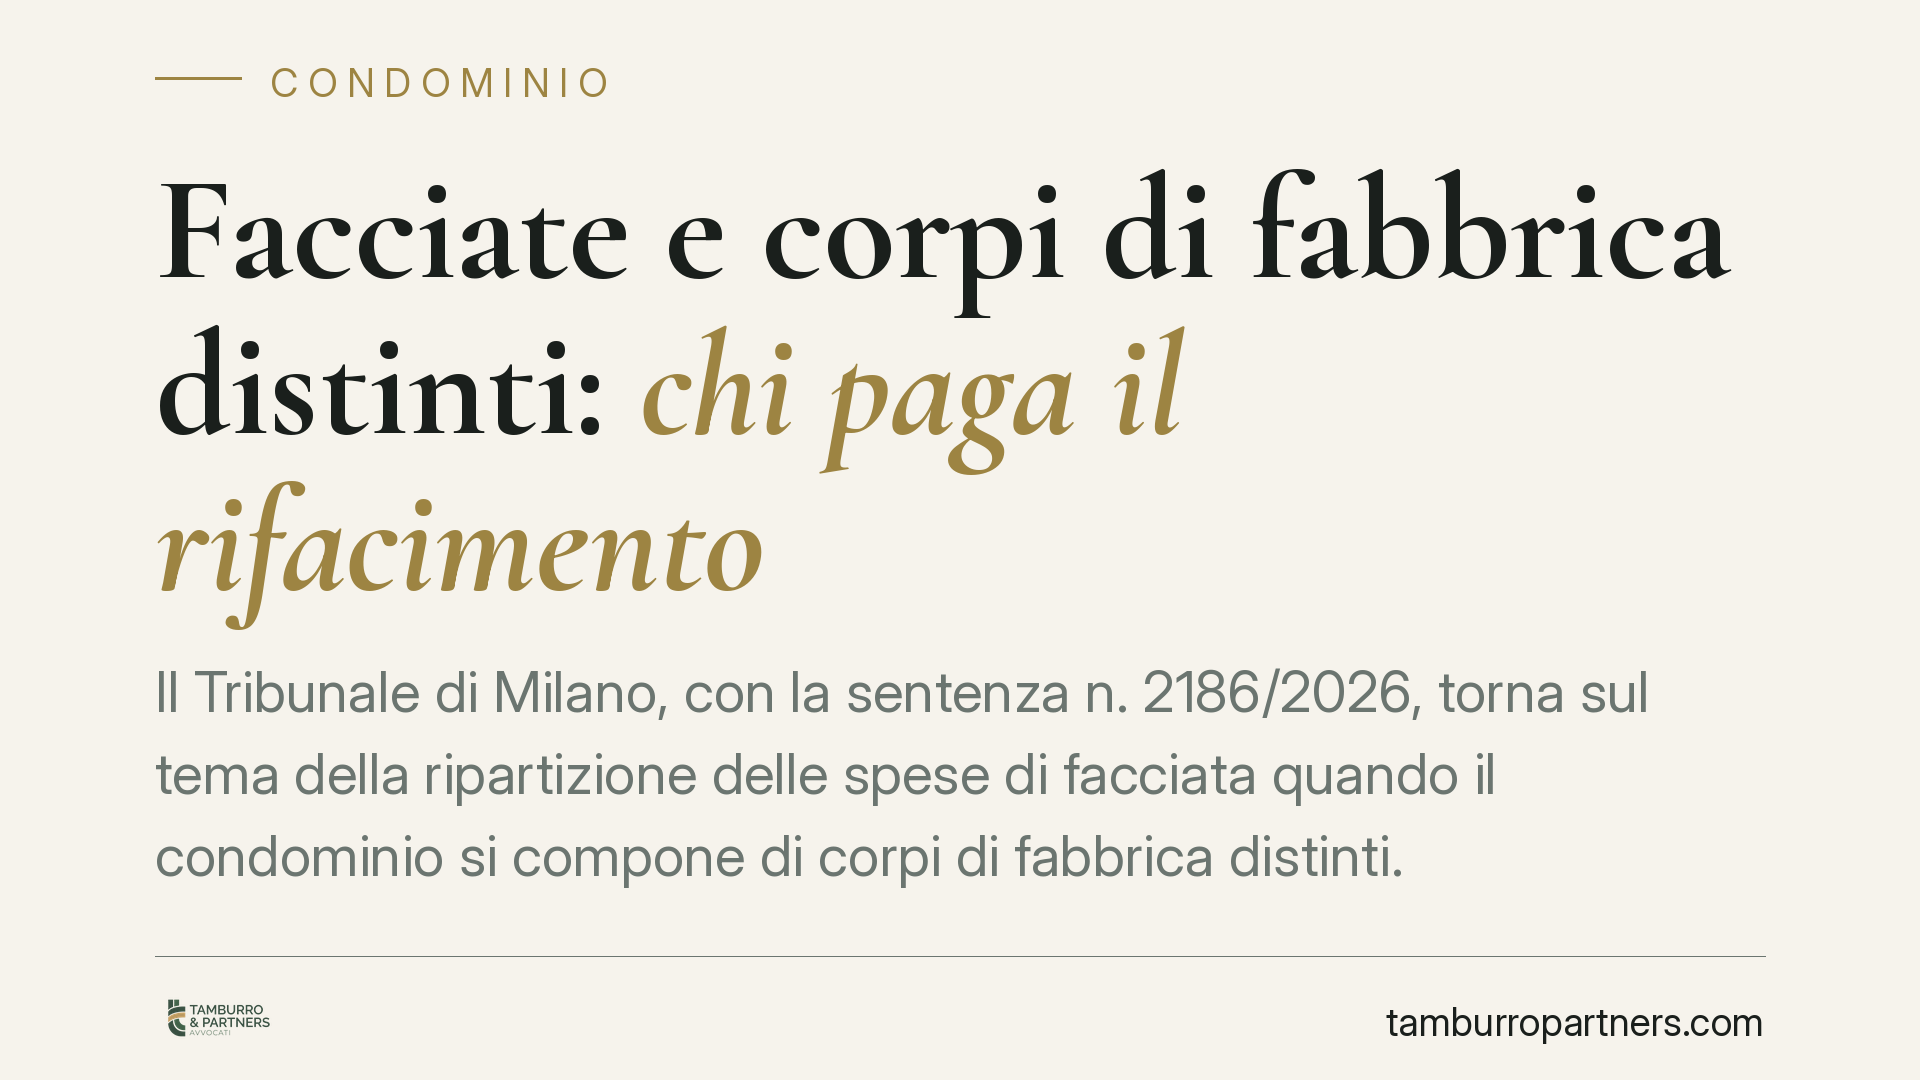 CONDOMINIO
Facciate e corpi di fabbrica
distinti: chi paga il
rifacimento
Il Tribunale di Milano, con la sentenza n. 2186/2026, torna sul
tema della ripartizione delle spese di facciata quando il
condominio si compone di corpi di fabbrica distinti.
TAMBURRO
& PARTNERS
AVVOCATI
tamburropartners.com